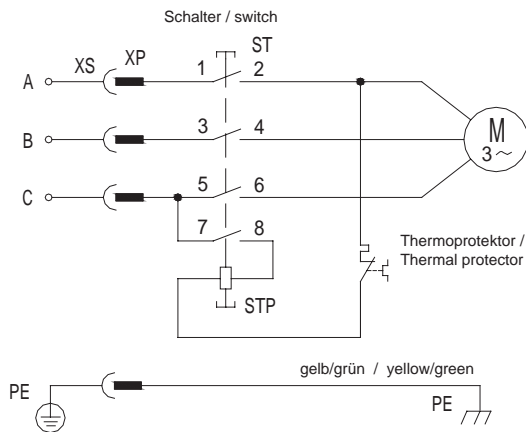 Schalter / switch
XS
XP
ST
A
1
2
B
3
4
M
3 ~
C
5
6
7
8
Thermoprotektor /
Thermal protector
STP
gelb/grün / yellow/green
PE
PE